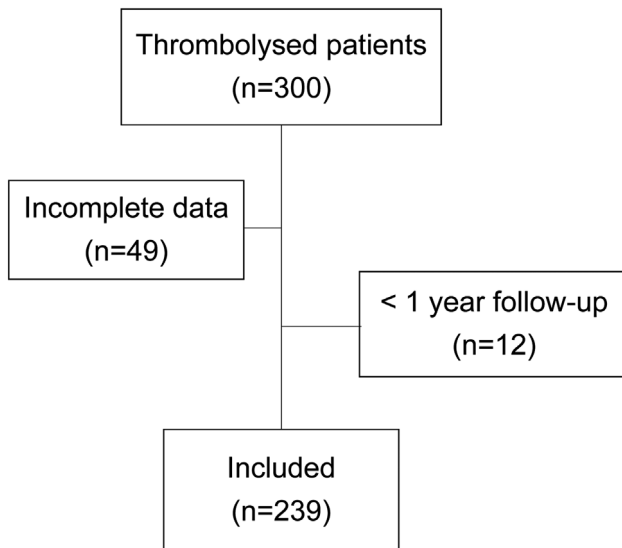 Thrombolysed patients
(n=300)
Incomplete data
(n=49)
< 1 year follow-up
(n=12)
Included
(n=239)